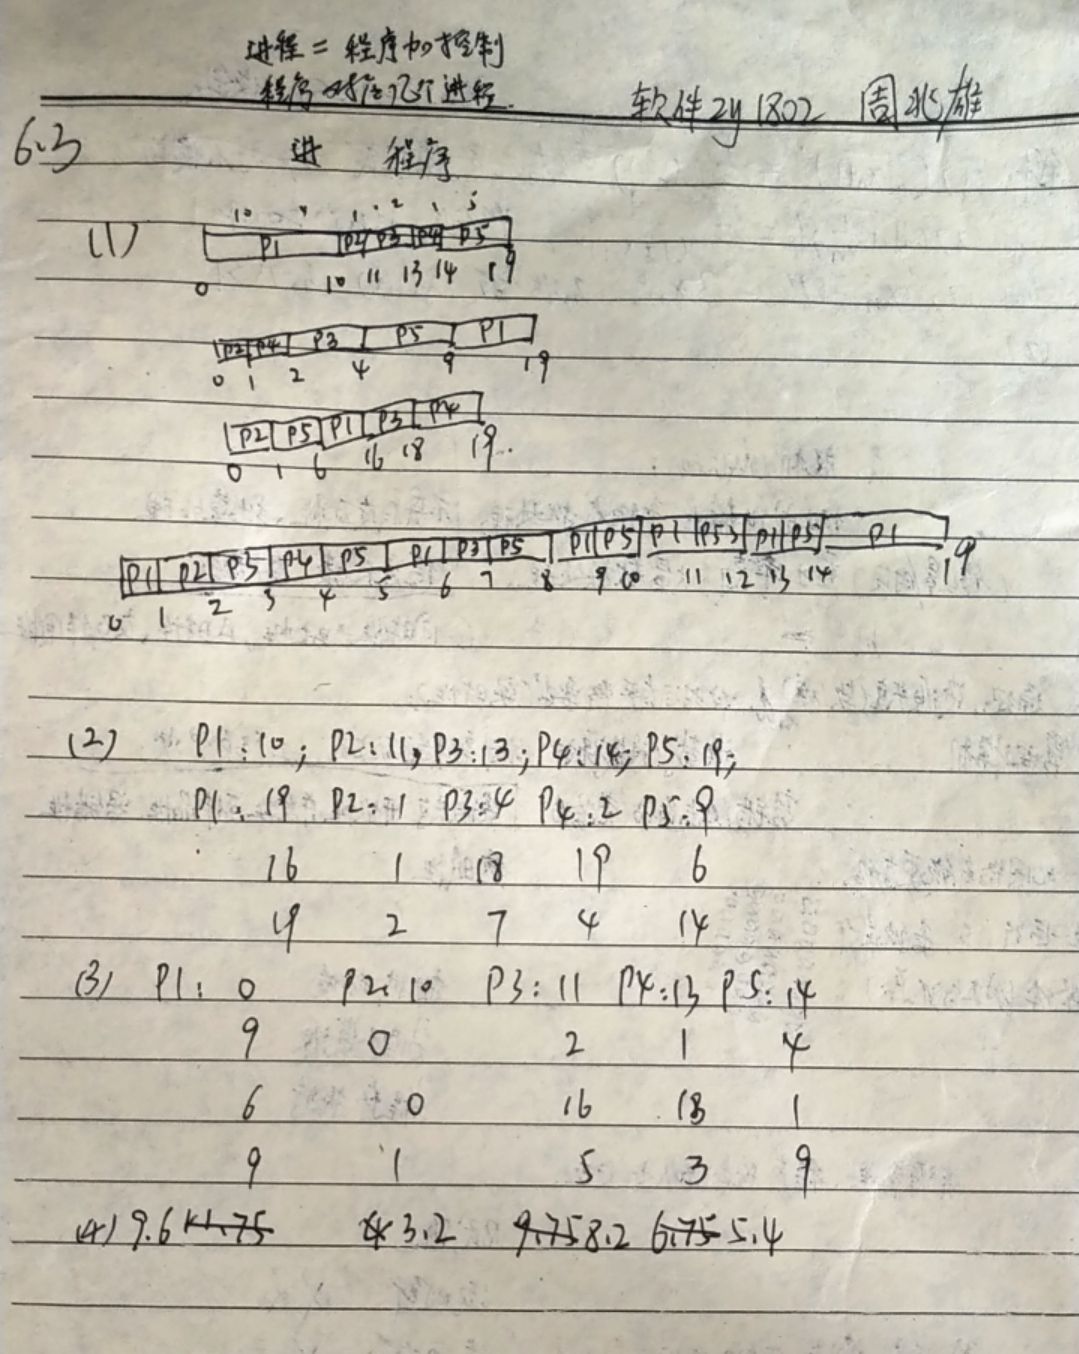 进程 = 程序加控制
程序对应几个进程.
软件zy1802 周兆雄
6.3 进 程序
10 1 2 1 5
(1) P1 P2 P3 P4 P5
0 10 11 13 14 19
P2 P4 P3 P5 P1
0 1 2 4 9 19
P2 P5 P1 P3 P4
0 1 6 16 18 19.
P1 P2 P3 P4 P5 P1 P3 P5 P1 P5 P1 P5 P1 P5 P1
0 1 2 3 4 5 6 7 8 9 10 11 12 13 14 19
(2) P1:10; P2:11, P3:13; P4:14; P5:19;
P1: 19 P2: 1 P3:4 P4:2 P5:9
16 1 18 19 6
19 2 7 4 14
(3) P1: 0 P2: 10 P3: 11 P4:13 P5:14
9 0 2 1 4
6 0 16 18 1
9 1 5 3 9
(4) 9.6 3.2 9.75 8.2 6.75 5.4